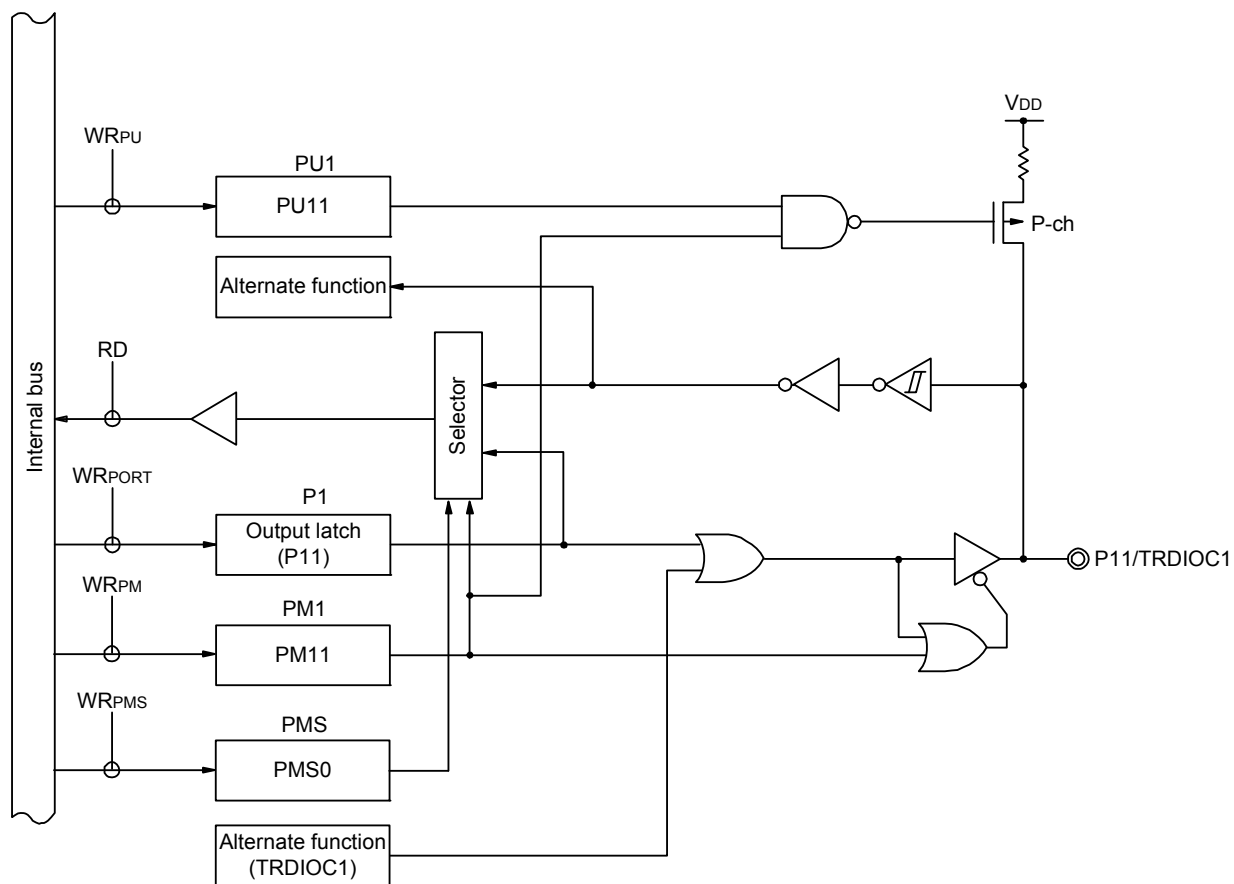 VDD
WRPU
PU1
PU11
P-ch
Alternate function
RD
Selector
Internal bus
WRPORT
P1
Output latch
(P11)
P11/TRDIOC1
WRPM
PM1
PM11
WRPMS
PMS
PMS0
Alternate function
(TRDIOC1)